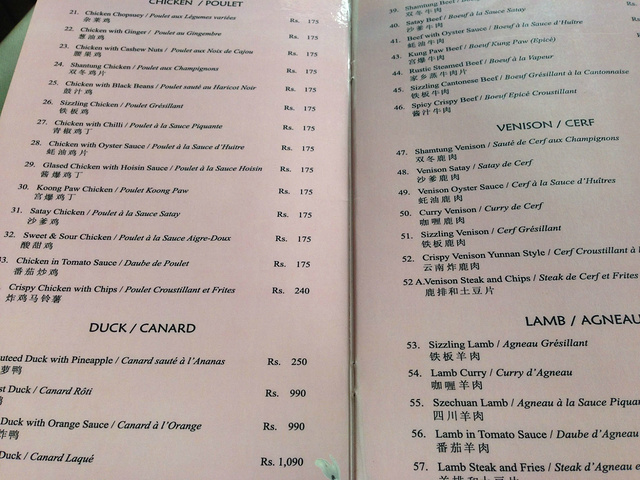 CHICKEN / POULET
21. Chicken Chopsuey / Poulet aux Légumes variées Rs. 175
杂菜鸡
22. Chicken with Ginger / Poulet au Gingembre Rs. 175
葱油鸡
23. Chicken with Cashew Nuts / Poulet aux Noix de Cajou Rs. 175
腰果鸡
24. Shantung Chicken / Poulet aux Champignons Rs. 175
双冬鸡片
25. Chicken with Black Beans / Poulet sauté au Haricot Noir Rs. 175
豉汁鸡
26. Sizzling Chicken / Poulet Grésillant Rs. 175
铁板鸡
27. Chicken with Chilli / Poulet à la Sauce Piquante Rs. 175
青椒鸡丁
28. Chicken with Oyster Sauce / Poulet à la Sauce d'Huitre Rs. 175
蚝油鸡片
29. Glased Chicken with Hoisin Sauce / Poulet à la Sauce Hoisin Rs. 175
酱爆鸡丁
30. Koong Paw Chicken / Poulet Koong Paw Rs. 175
宫爆鸡丁
31. Satay Chicken / Poulet à la Sauce Satay Rs. 175
沙爹鸡
32. Sweet & Sour Chicken / Poulet à la Sauce Aigre-Doux Rs. 175
酸甜鸡
33. Chicken in Tomato Sauce / Daube de Poulet Rs. 175
番茄炒鸡
Crispy Chicken with Chips / Poulet Croustillant et Frites Rs. 240
炸鸡马铃薯
DUCK / CANARD
uteed Duck with Pineapple / Canard sauté à l'Ananas Rs. 250
萝鸭
st Duck / Canard Rôti Rs. 990
鸭
Duck with Orange Sauce / Canard à l'Orange Rs. 990
炸鸭
Duck / Canard Laqué Rs. 1,090
39. Shantung Beef / Rs.
双冬牛肉
40. Satay Beef / Boeuf à la Sauce Satay
沙爹牛肉
41. Beef with Oyster Sauce / Boeuf à la Sauce d'Huître
蚝油牛肉
43. Kung Paw Beef / Boeuf Kung Paw (Epicé)
宫爆牛肉
44. Rustic Steamed Beef / Boeuf à la Vapeur
家乡蒸牛肉片
45. Sizzling Cantonese Beef / Boeuf Grésillant à la Cantonnaise
铁板牛肉
46. Spicy Crispy Beef / Boeuf Epicé Croustillant
酱汁牛肉
VENISON / CERF
47. Shamtung Venison / Sauté de Cerf aux Champignons
双冬鹿肉
48. Venison Satay / Satay de Cerf
沙爹鹿肉
49. Venison Oyster Sauce / Cerf à la Sauce d'Huîtres
蚝油鹿肉
50. Curry Venison / Curry de Cerf
咖喱鹿肉
51. Sizzling Venison / Cerf Grésillant
铁板鹿肉
52. Crispy Venison Yunnan Style / Cerf Croustillant à l
云南炸鹿肉
52 A.Venison Steak and Chips / Steak de Cerf et Frites
鹿排和土豆片
LAMB / AGNEAU
53. Sizzling Lamb / Agneau Grésillant
铁板羊肉
54. Lamb Curry / Curry d'Agneau
咖喱羊肉
55. Szechuan Lamb / Agneau à la Sauce Piquan
四川羊肉
56. Lamb in Tomato Sauce / Daube d'Agneau
番茄羊肉
57. Lamb Steak and Fries / Steak d'Agneau e
羊排和土豆片